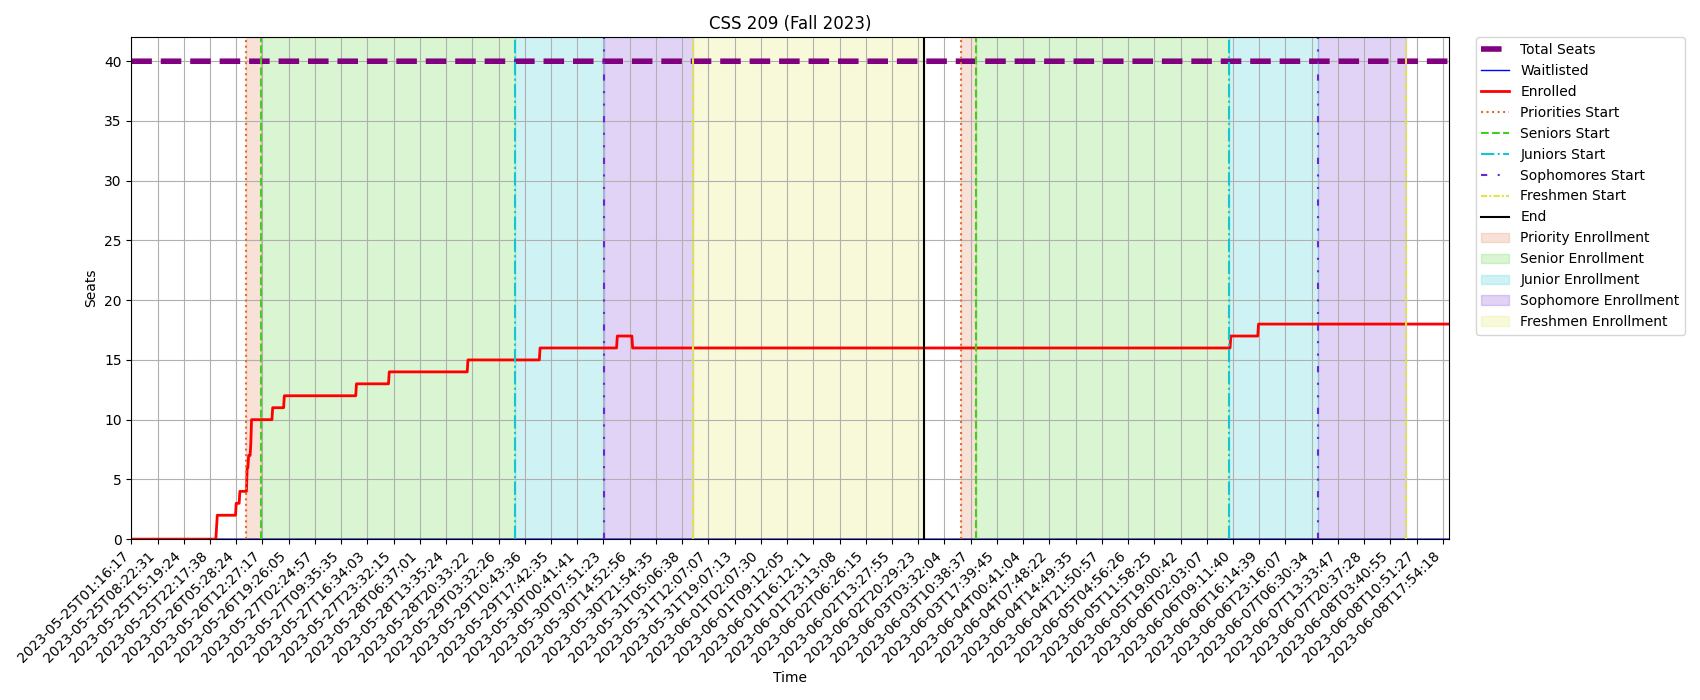 CSS 209 (Fall 2023)
Seats
40
35
30
25
20
15
10
5
0
2023-05-25T01:16:17
2023-05-25T08:22:31
2023-05-25T15:19:24
2023-05-25T22:17:38
2023-05-26T05:28:24
2023-05-26T12:27:17
2023-05-26T19:26:05
2023-05-27T02:24:57
2023-05-27T09:35:35
2023-05-27T16:34:03
2023-05-27T23:32:15
2023-05-28T06:37:01
2023-05-28T13:35:24
2023-05-28T20:33:22
2023-05-29T03:32:26
2023-05-29T10:43:36
2023-05-29T17:42:35
2023-05-30T00:41:41
2023-05-30T07:51:23
2023-05-30T14:52:56
2023-05-30T21:54:35
2023-05-31T05:06:38
2023-05-31T12:07:07
2023-05-31T19:07:13
2023-06-01T02:07:30
2023-06-01T09:12:05
2023-06-01T16:12:11
2023-06-01T23:13:08
2023-06-02T06:26:15
2023-06-02T13:27:55
2023-06-02T20:29:23
2023-06-03T03:32:04
2023-06-03T10:38:37
2023-06-03T17:39:45
2023-06-04T00:41:04
2023-06-04T07:48:22
2023-06-04T14:49:35
2023-06-04T21:50:57
2023-06-05T04:56:26
2023-06-05T11:58:25
2023-06-05T19:00:42
2023-06-06T02:03:07
2023-06-06T09:11:40
2023-06-06T16:14:39
2023-06-06T23:16:07
2023-06-07T06:30:34
2023-06-07T13:33:47
2023-06-07T20:37:28
2023-06-08T03:40:55
2023-06-08T10:51:27
2023-06-08T17:54:18
Time
Total Seats
Waitlisted
Enrolled
Priorities Start
Seniors Start
Juniors Start
Sophomores Start
Freshmen Start
End
Priority Enrollment
Senior Enrollment
Junior Enrollment
Sophomore Enrollment
Freshmen Enrollment